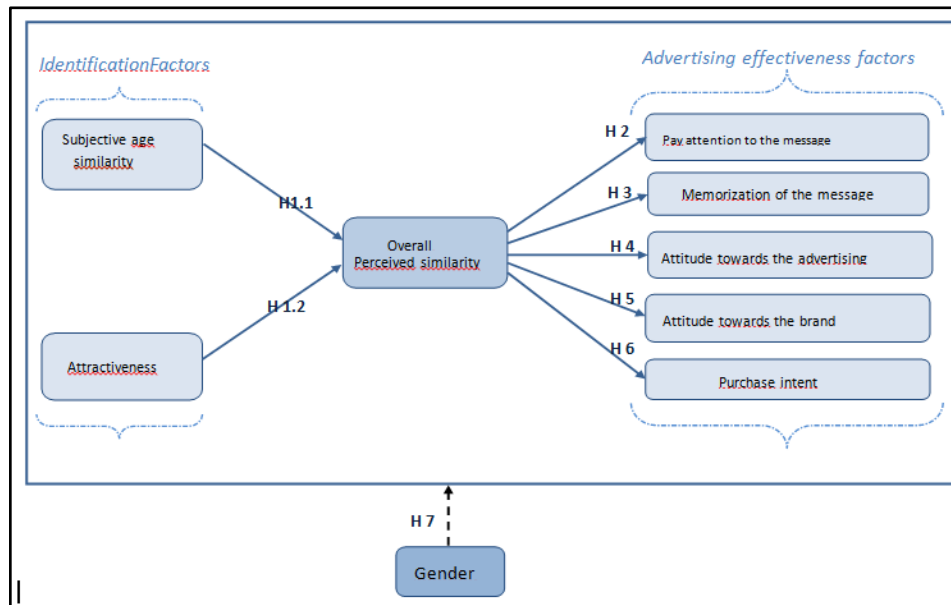 IdentificationFactors
Advertising effectiveness factors
Subjective age
similarity
H1.1
Overall
Perceived similarity
H 1.2
Attractiveness
H 2
Pay attention to the message
H 3
Memorization of the message
H 4
Attitude towards the advertising
H 5
Attitude towards the brand
H 6
Purchase intent
H 7
Gender